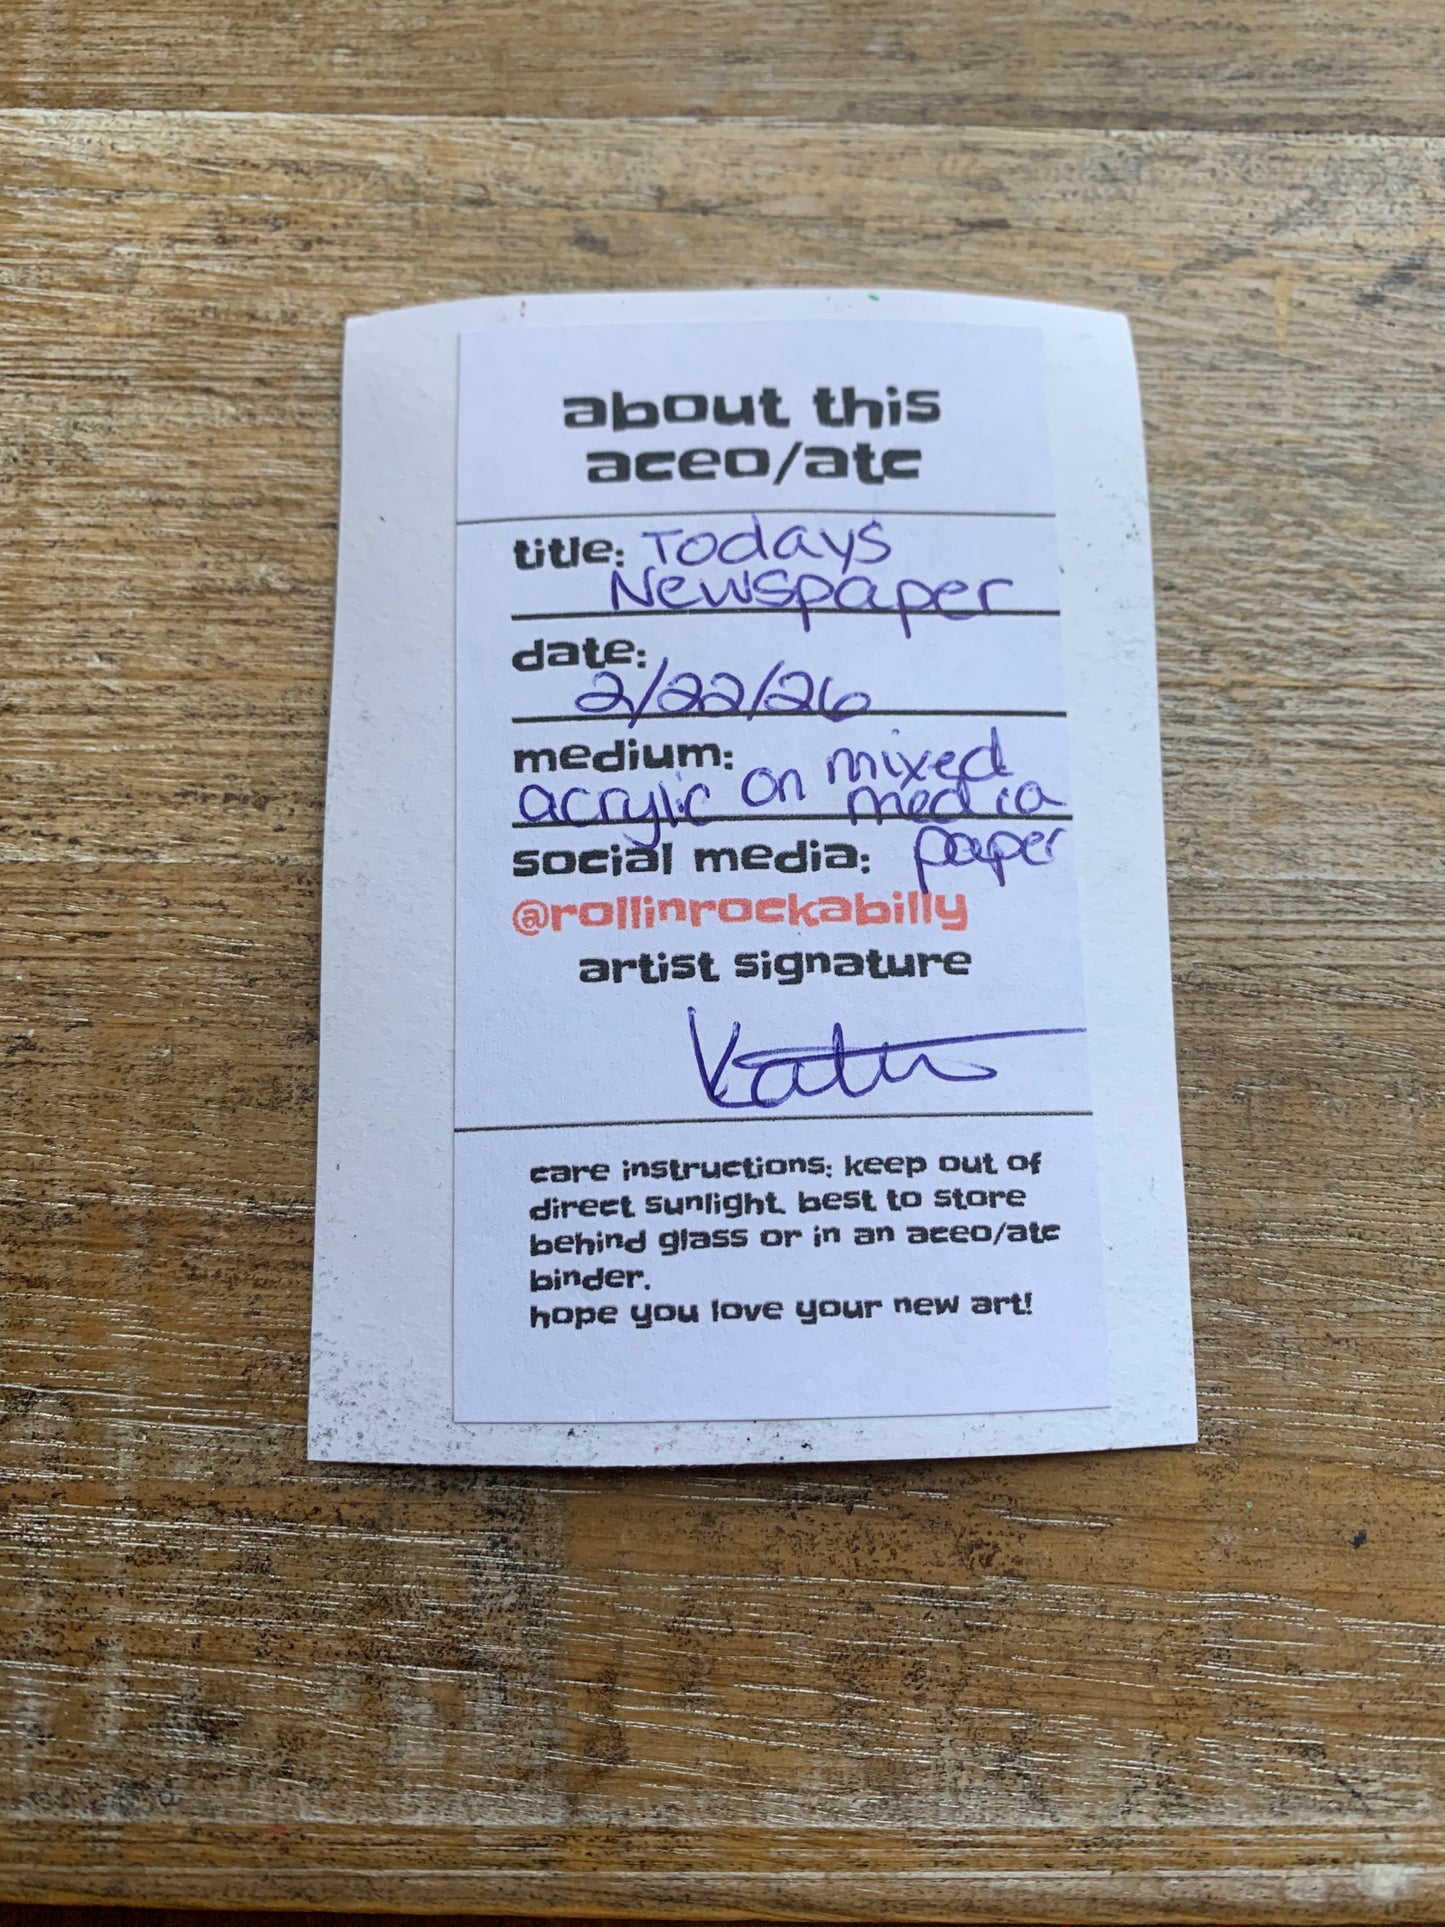 about this
aceo/atc
title: Todays
Newspaper
date:
2/22/26
medium: mixed
acrylic on media
social media: paper
@rollinrockabilly
artist signature
care instructions: keep out of
direct sunlight. best to store
behind glass or in an aceo/atc
binder.
hope you love your new art!